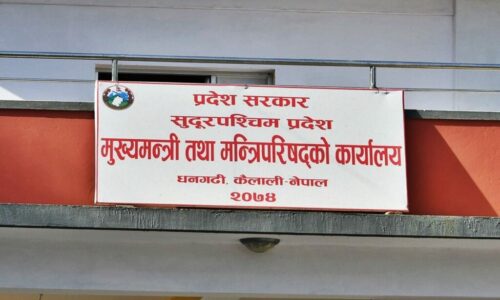 प्रदेश सरकार
सुदूरपश्चिम प्रदेश
मुख्यमन्त्री तथा मन्त्रिपरिषद्को कार्यालय
धनगढी, कैलाली-नेपाल
२०७४